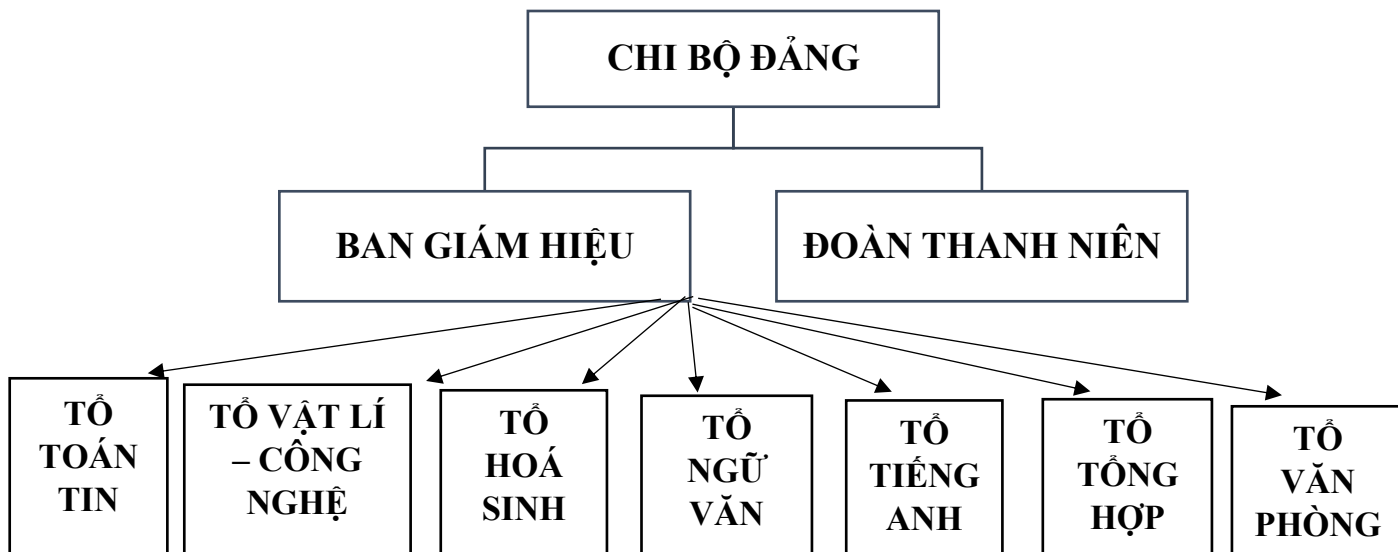 CHI BỘ ĐẢNG
BAN GIÁM HIỆU
ĐOÀN THANH NIÊN
TỔ
TOÁN
TIN
TỔ VẬT LÍ
– CÔNG
NGHỆ
TỔ
HOÁ
SINH
TỔ
NGỮ
VĂN
TỔ
TIẾNG
ANH
TỔ
TỔNG
HỢP
TỔ
VĂN
PHÒNG